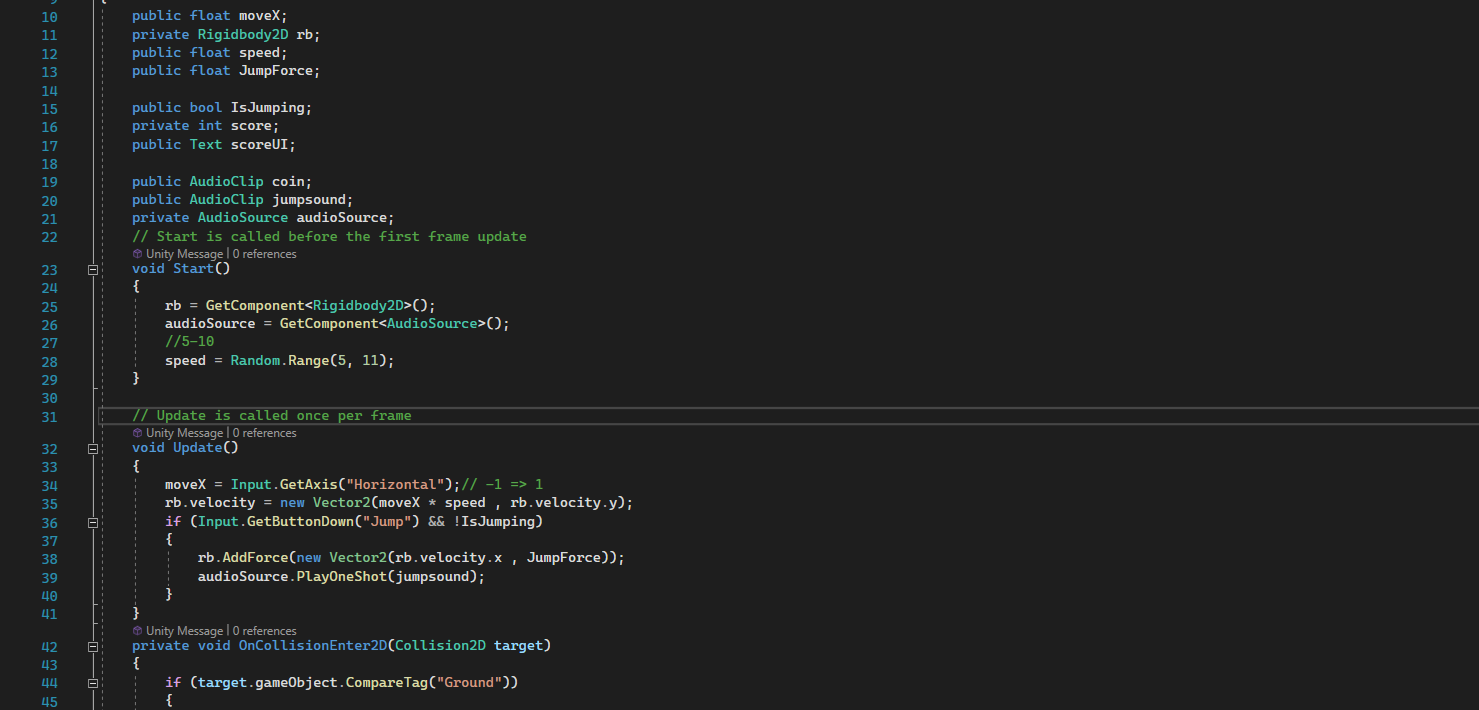 9 {
10 public float moveX;
11 private Rigidbody2D rb;
12 public float speed;
13 public float JumpForce;
14
15 public bool IsJumping;
16 private int score;
17 public Text scoreUI;
18
19 public AudioClip coin;
20 public AudioClip jumpsound;
21 private AudioSource audioSource;
22 // Start is called before the first frame update
Unity Message | 0 references
23 void Start()
24 {
25 rb = GetComponent<Rigidbody2D>();
26 audioSource = GetComponent<AudioSource>();
27 //5-10
28 speed = Random.Range(5, 11);
29 }
30
31 // Update is called once per frame
Unity Message | 0 references
32 void Update()
33 {
34 moveX = Input.GetAxis("Horizontal");// -1 => 1
35 rb.velocity = new Vector2(moveX * speed , rb.velocity.y);
36 if (Input.GetButtonDown("Jump") && !IsJumping)
37 {
38 rb.AddForce(new Vector2(rb.velocity.x , JumpForce));
39 audioSource.PlayOneShot(jumpsound);
40 }
41 }
Unity Message | 0 references
42 private void OnCollisionEnter2D(Collision2D target)
43 {
44 if (target.gameObject.CompareTag("Ground"))
45 {